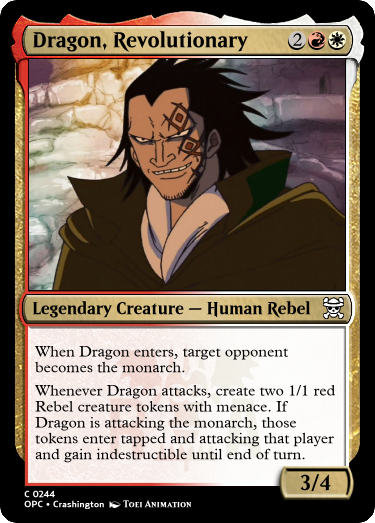 Dragon, Revolutionary 2
Legendary Creature — Human Rebel
When Dragon enters, target opponent
becomes the monarch.
Whenever Dragon attacks, create two 1/1 red
Rebel creature tokens with menace. If
Dragon is attacking the monarch, those
tokens enter tapped and attacking that player
and gain indestructible until end of turn.
3/4
C 0244
OPC • Crashington TOEI ANIMATION